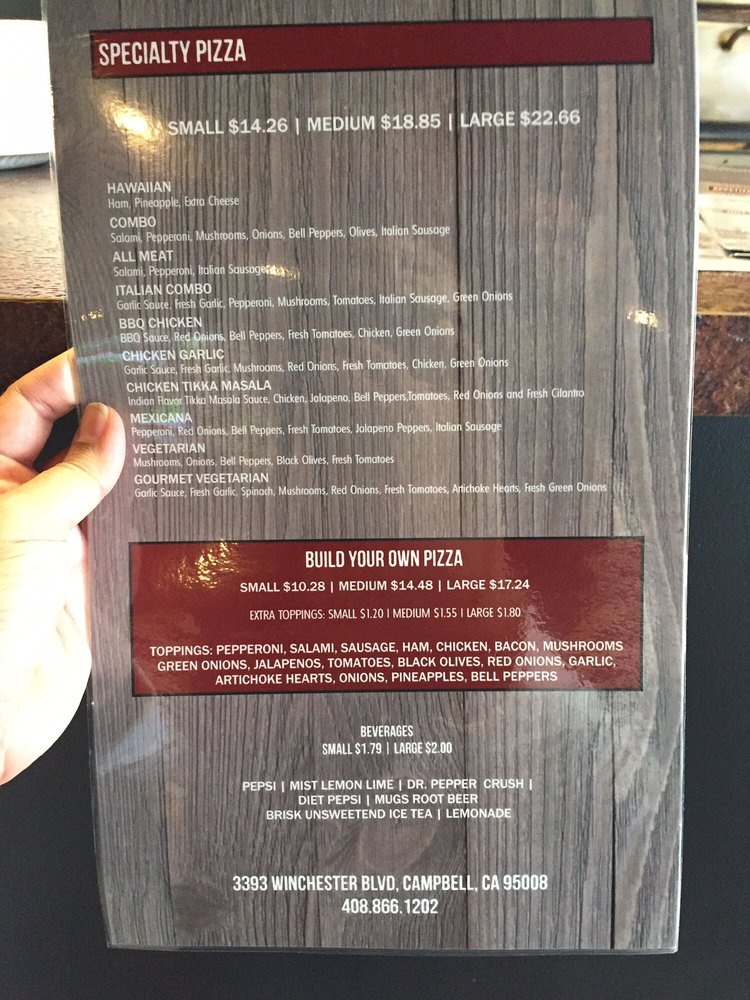 SPECIALTY PIZZA
SMALL $14.26 | MEDIUM $18.85 | LARGE $22.66
HAWAIIAN
Ham, Pineapple, Extra Cheese
COMBO
Salami, Pepperoni, Mushrooms, Onions, Bell Peppers, Olives, Italian Sausage
ALL MEAT
Salami, Pepperoni, Italian Sausage
ITALIAN COMBO
Garlic Sauce, Fresh Garlic, Pepperoni, Mushrooms, Tomatoes, Italian Sausage, Green Onions
BBQ CHICKEN
BBQ Sauce, Red Onions, Bell Peppers, Fresh Tomatoes, Chicken, Green Onions
CHICKEN GARLIC
Garlic Sauce, Fresh Garlic, Mushrooms, Red Onions, Fresh Tomatoes, Chicken, Green Onions
CHICKEN TIKKA MASALA
Indian Flavor Tikka Masala Sauce, Chicken, Jalapeno, Bell Peppers,Tomatoes, Red Onions and Fresh Cilantro
MEXICANA
Pepperoni, Red Onions, Bell Peppers, Fresh Tomatoes, Jalapeno Peppers, Italian Sausage
VEGETARIAN
Mushrooms, Onions, Bell Peppers, Black Olives, Fresh Tomatoes
GOURMET VEGETARIAN
Garlic Sauce, Fresh Garlic, Spinach, Mushrooms, Red Onions, Fresh Tomatoes, Artichoke Hearts, Fresh Green Onions
BUILD YOUR OWN PIZZA
SMALL $10.28 | MEDIUM $14.48 | LARGE $17.24
EXTRA TOPPINGS: SMALL $1.20 | MEDIUM $1.55 | LARGE $1.80
TOPPINGS: PEPPERONI, SALAMI, SAUSAGE, HAM, CHICKEN, BACON, MUSHROOMS
GREEN ONIONS, JALAPENOS, TOMATOES, BLACK OLIVES, RED ONIONS, GARLIC,
ARTICHOKE HEARTS, ONIONS, PINEAPPLES, BELL PEPPERS
BEVERAGES
SMALL $1.79 | LARGE $2.00
PEPSI | MIST LEMON LIME | DR. PEPPER CRUSH |
DIET PEPSI | MUGS ROOT BEER
BRISK UNSWEETEND ICE TEA | LEMONADE
3393 WINCHESTER BLVD, CAMPBELL, CA 95008
408.866.1202